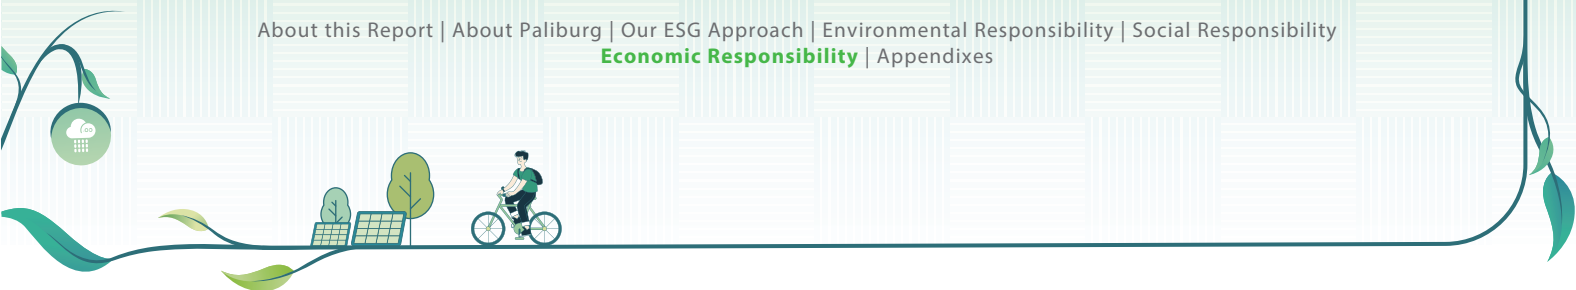 About this Report | About Paliburg | Our ESG Approach | Environmental Responsibility | Social Responsibility
Economic Responsibility | Appendixes